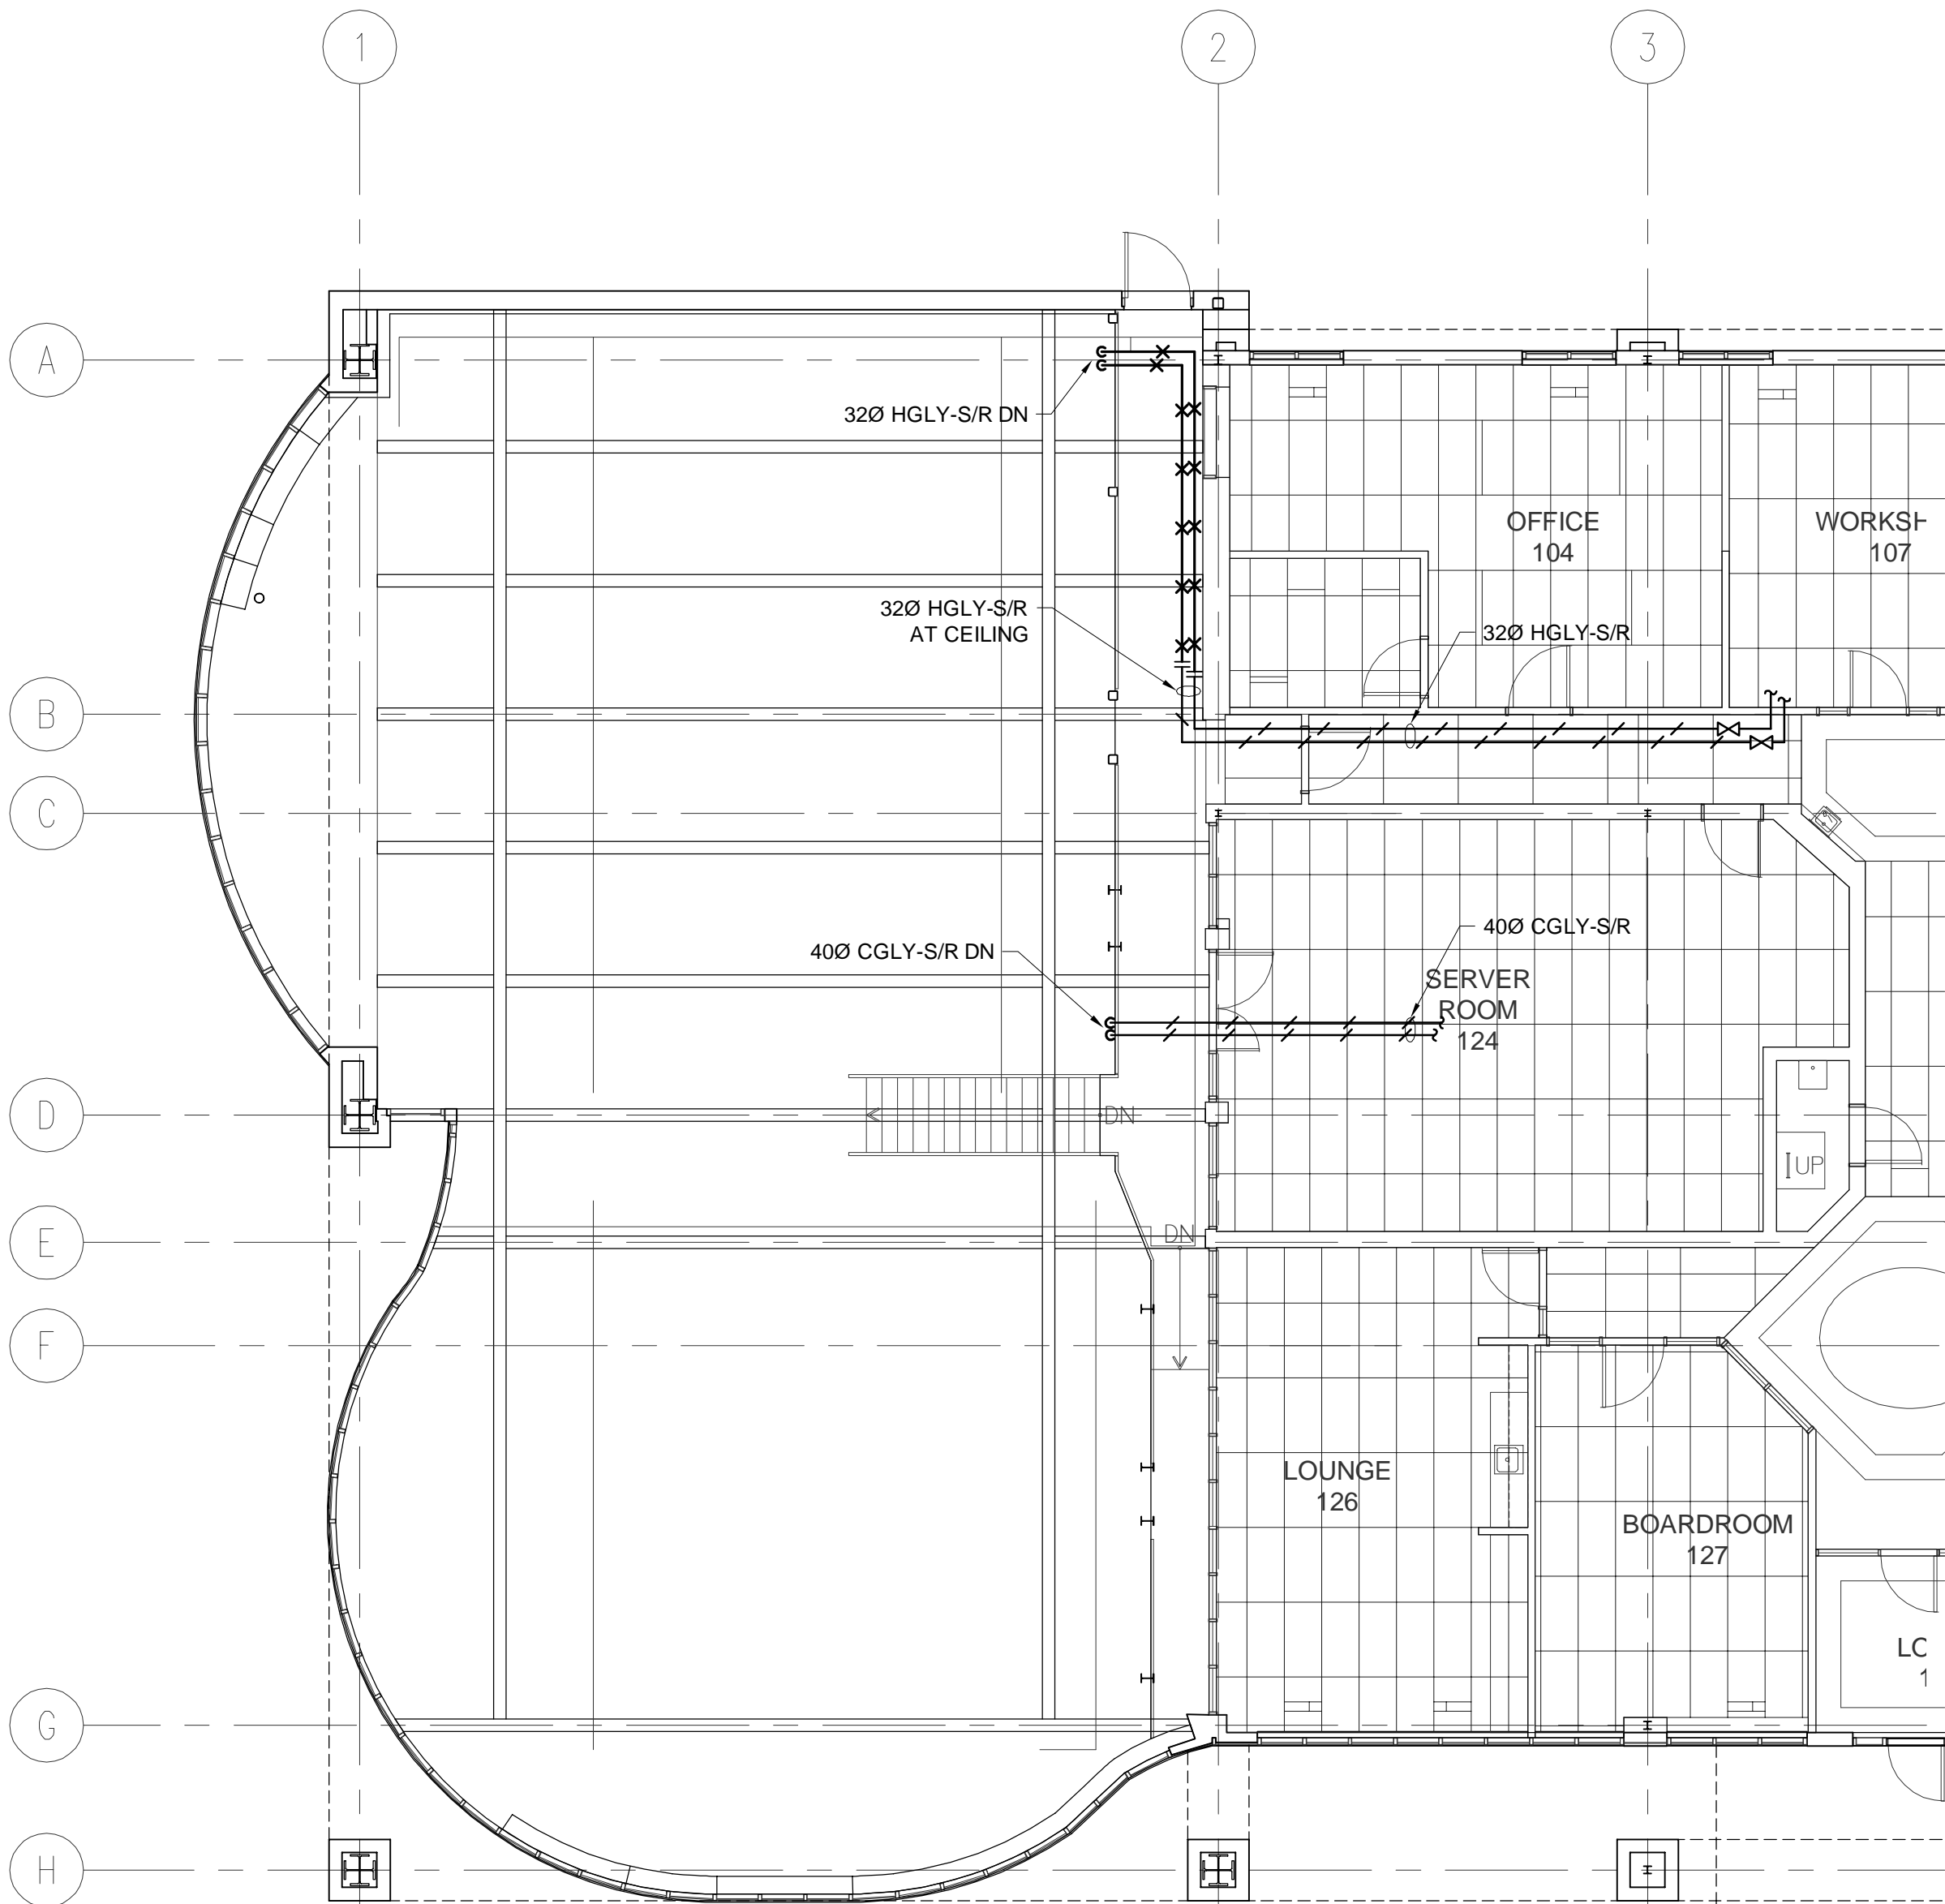 1
2
3
A
32Ø HGLY-S/R DN
OFFICE
104
WORKSH
107
32Ø HGLY-S/R
AT CEILING
32Ø HGLY-S/R
B
C
40Ø CGLY-S/R DN
40Ø CGLY-S/R
SERVER
ROOM
124
D
DN
UP
E
DN
F
LOUNGE
126
BOARDROOM
127
LO
1
G
H